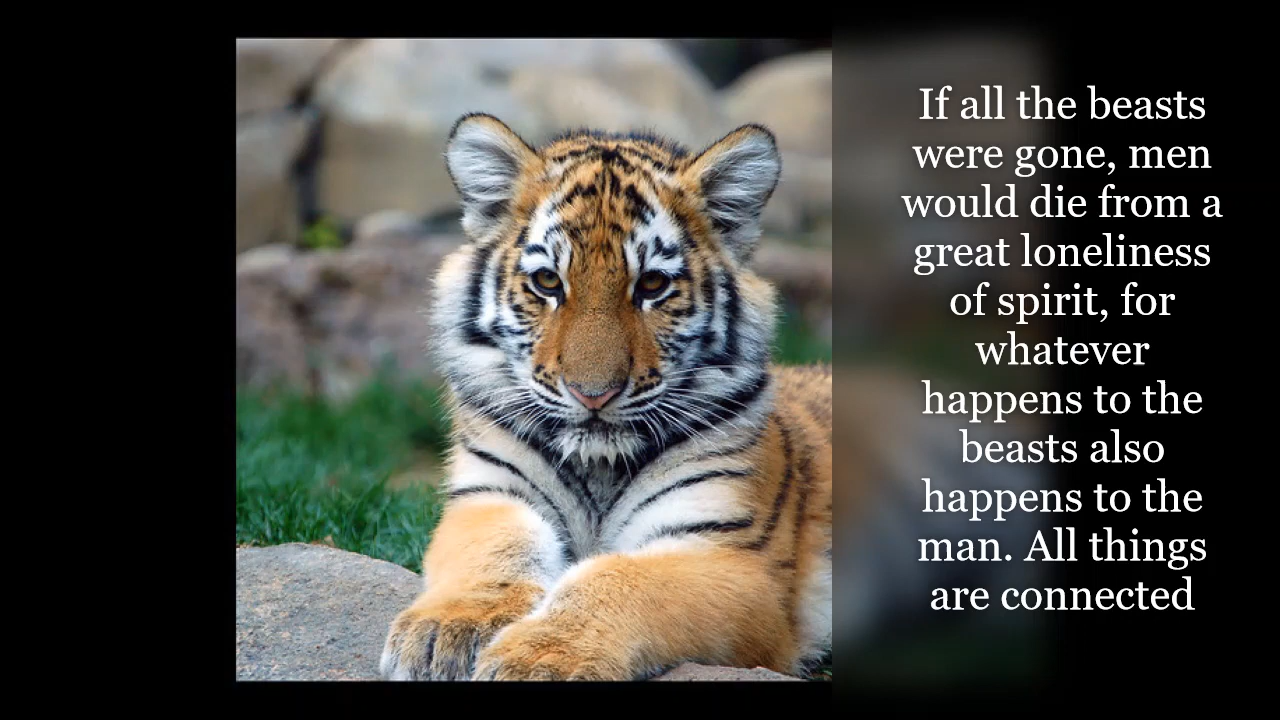 If all the beasts
were gone, men
would die from a
great loneliness
of spirit, for
whatever
happens to the
beasts also
happens to the
man. All things
are connected